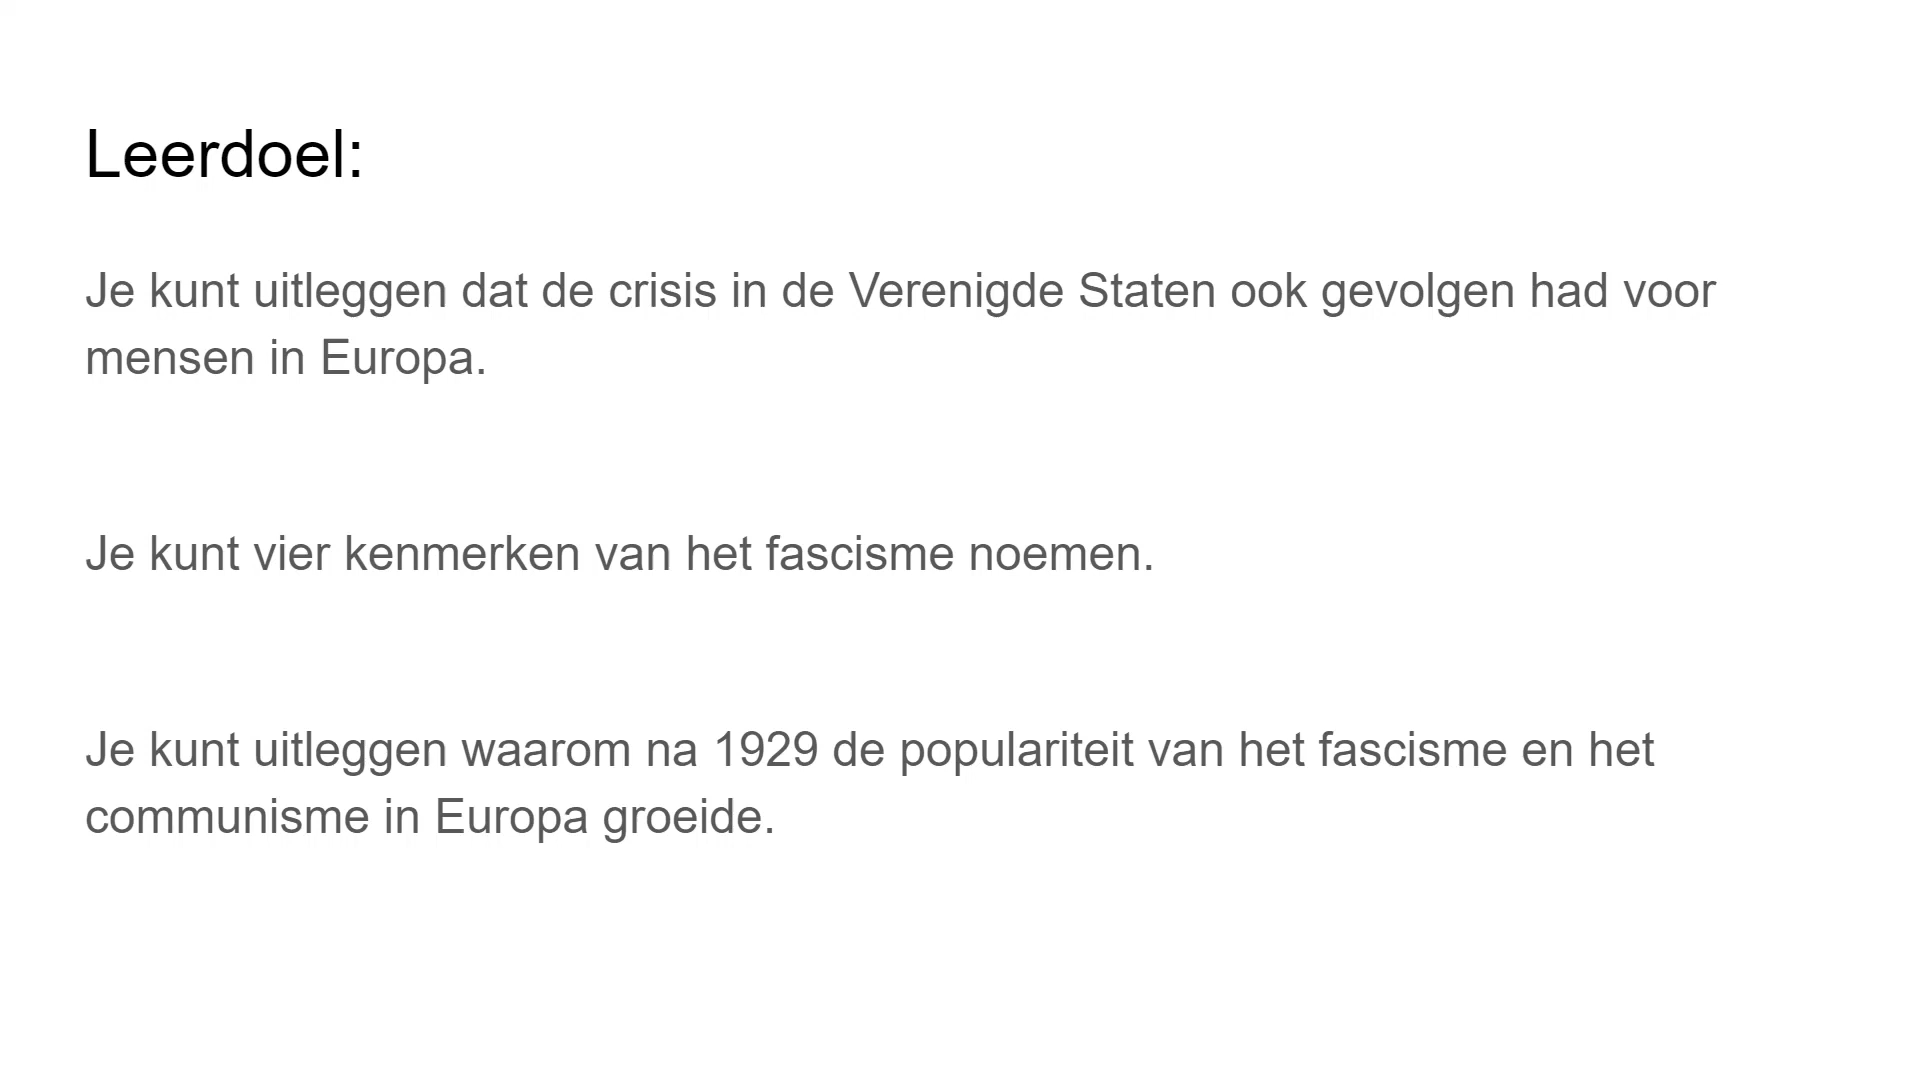 Leerdoel:
Je kunt uitleggen dat de crisis in de Verenigde Staten ook gevolgen had voor
mensen in Europa.
Je kunt vier kenmerken van het fascisme noemen.
Je kunt uitleggen waarom na 1929 de populariteit van het fascisme en het
communisme in Europa groeide.